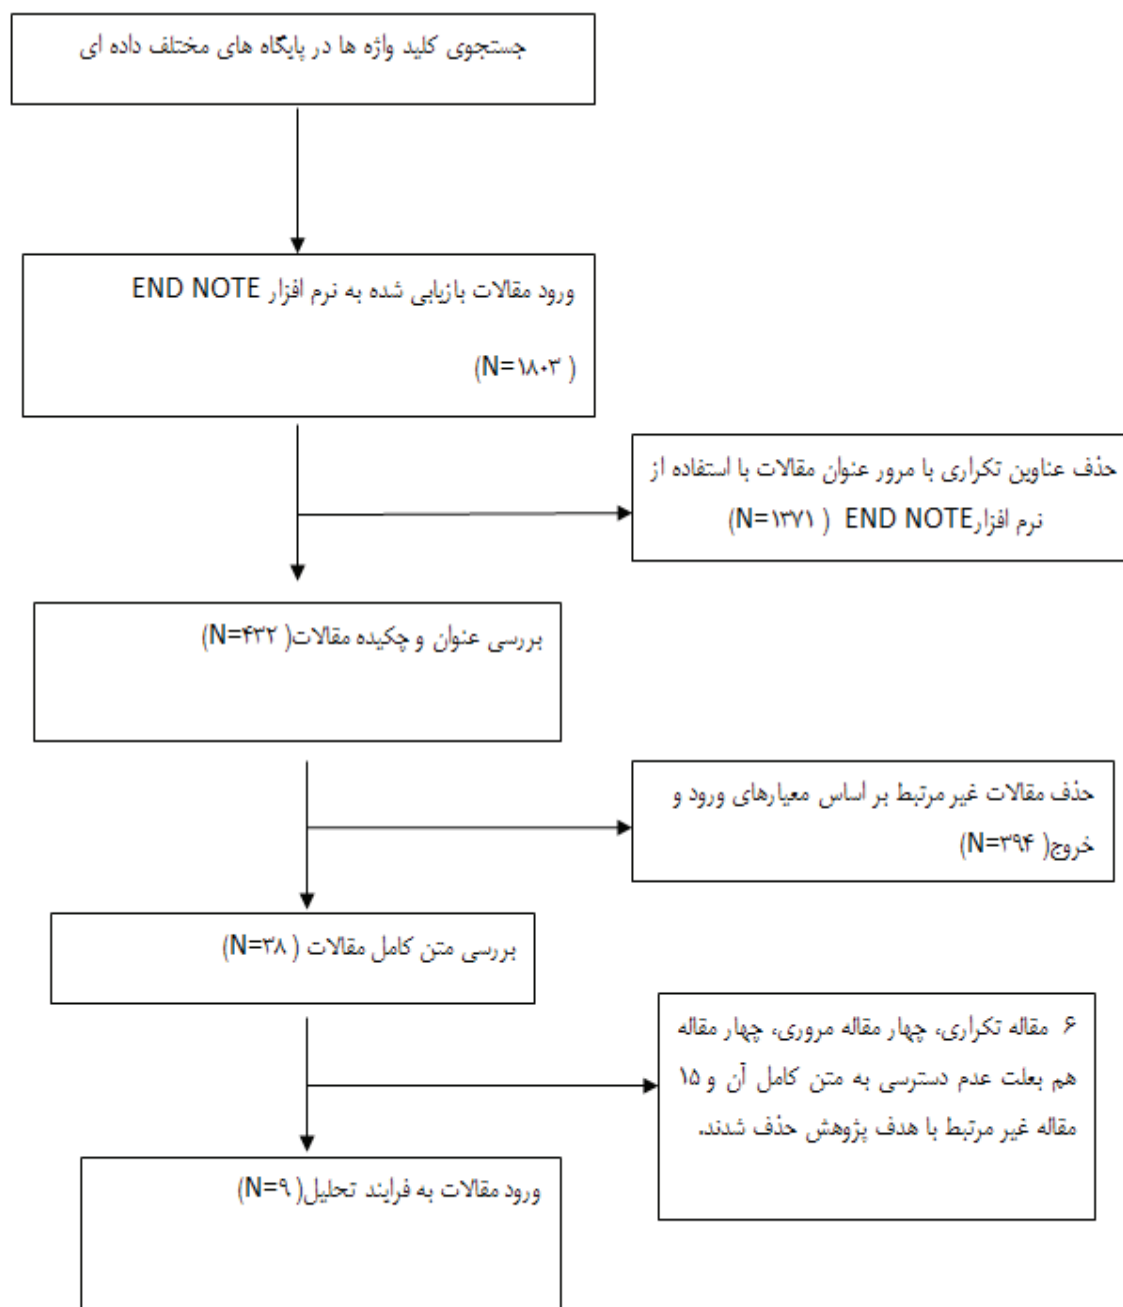 جستجوی کلید واژه ها در پایگاه های مختلف داده ای
ورود مقالات بازیابی شده به نرم افزار END NOTE
(N=۱۸۰۳ )
حذف عناوین تکراری با مرور عنوان مقالات با استفاده از
نرم افزارEND NOTE ( N=۱۳۷۱)
بررسی عنوان و چکیده مقالات( N=۴۳۲)
حذف مقالات غیر مرتبط بر اساس معیارهای ورود و
خروج( N=۳۹۴)
بررسی متن کامل مقالات ( N=۳۸)
۶ مقاله تکراری، چهار مقاله مروری، چهار مقاله
هم بعلت عدم دسترسی به متن کامل آن و ۱۵
مقاله غیر مرتبط با هدف پژوهش حذف شدند.
ورود مقالات به فرایند تحلیل( N=۹)